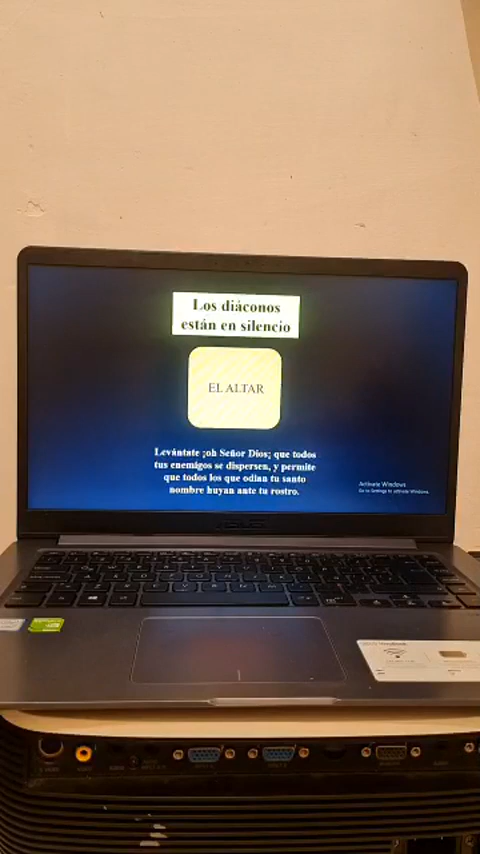 Los diáconos
están en silencio
EL ALTAR
Levántate ¡oh Señor Dios; que todos
tus enemigos se dispersen, y permite
que todos los que odian tu santo
nombre huyan ante tu rostro.
Activate Windows
Go to Settings to activate Windows.
ASUS